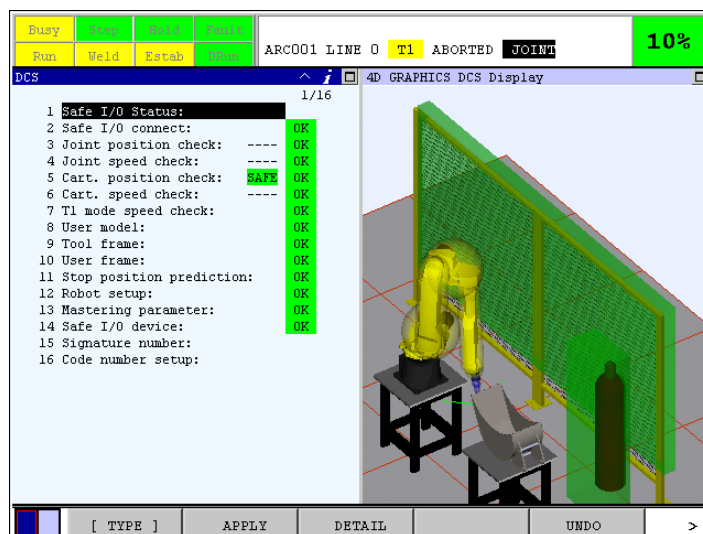 Busy Step Hold Fault
Run Weld Estab
ARC001 LINE 0 T1 ABORTED JOINT
10%
DCS
1/16
1 Safe I/O Status:
2 Safe I/O connect: OK
3 Joint position check: ---- OK
4 Joint speed check: ---- OK
5 Cart. position check: SAFE OK
6 Cart. speed check: ---- OK
7 T1 mode speed check: OK
8 User model: OK
9 Tool frame: OK
10 User frame: OK
11 Stop position prediction: OK
12 Robot setup: OK
13 Mastering parameter: OK
14 Safe I/O device: OK
15 Signature number:
16 Code number setup:
4D GRAPHICS DCS Display
[ TYPE ] APPLY DETAIL UNDO >